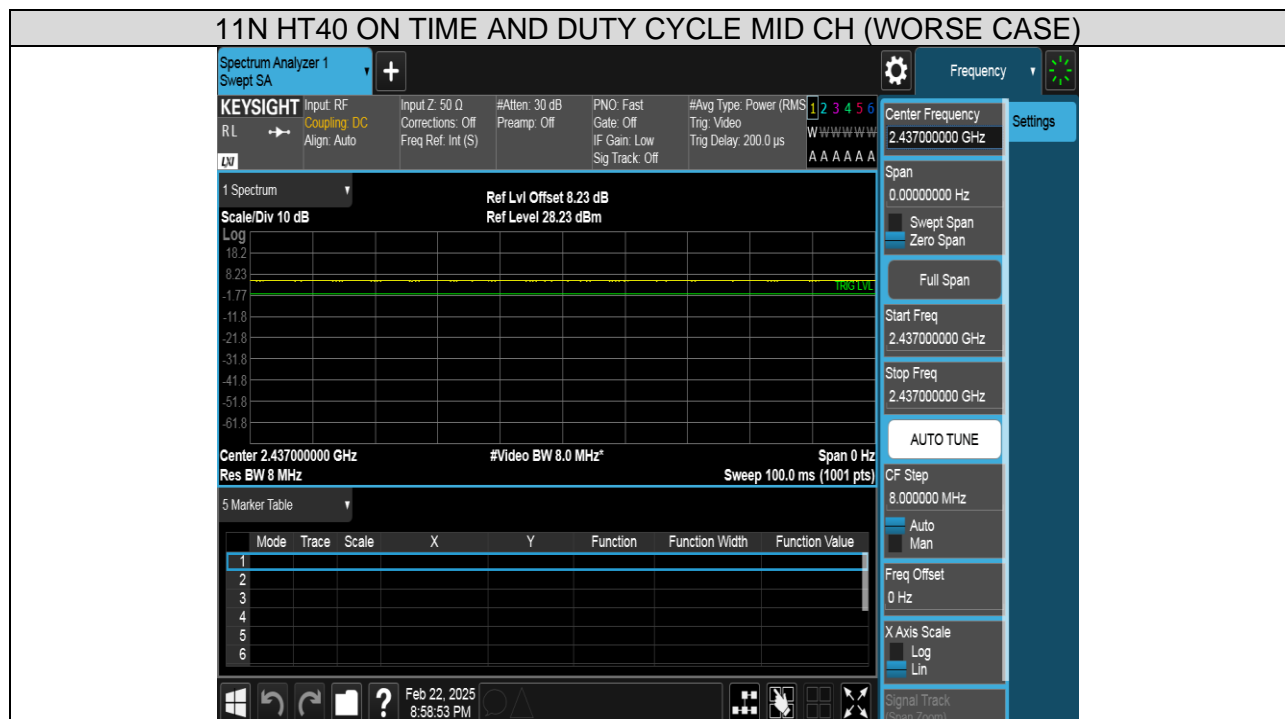 11N HT40 ON TIME AND DUTY CYCLE MID CH (WORSE CASE)
Spectrum Analyzer 1
Swept SA
+
Frequency
KEYSIGHT
RL
LXI
Input: RF
Coupling: DC
Align: Auto
Input Z: 50 Ω
Corrections: Off
Freq Ref: Int (S)
#Atten: 30 dB
Preamp: Off
PNO: Fast
Gate: Off
IF Gain: Low
Sig Track: Off
#Avg Type: Power (RMS
Trig: Video
Trig Delay: 200.0 µs
1 2 3 4 5 6
W W W W W W
A A A A A A
1 Spectrum
Scale/Div 10 dB
Ref Lvl Offset 8.23 dB
Ref Level 28.23 dBm
Log
18.2
8.23
-1.77
-11.8
-21.8
-31.8
-41.8
-51.8
-61.8
TRIG LVL
Center 2.437000000 GHz
#Video BW 8.0 MHz*
Span 0 Hz
Res BW 8 MHz
Sweep 100.0 ms (1001 pts)
5 Marker Table
Mode Trace Scale X Y Function Function Width Function Value
1
2
3
4
5
6
Feb 22, 2025
8:58:53 PM
?
Center Frequency
2.437000000 GHz
Settings
Span
0.00000000 Hz
Swept Span
Zero Span
Full Span
Start Freq
2.437000000 GHz
Stop Freq
2.437000000 GHz
AUTO TUNE
CF Step
8.000000 MHz
Auto
Man
Freq Offset
0 Hz
X Axis Scale
Log
Lin
Signal Track
(Span Zoom)